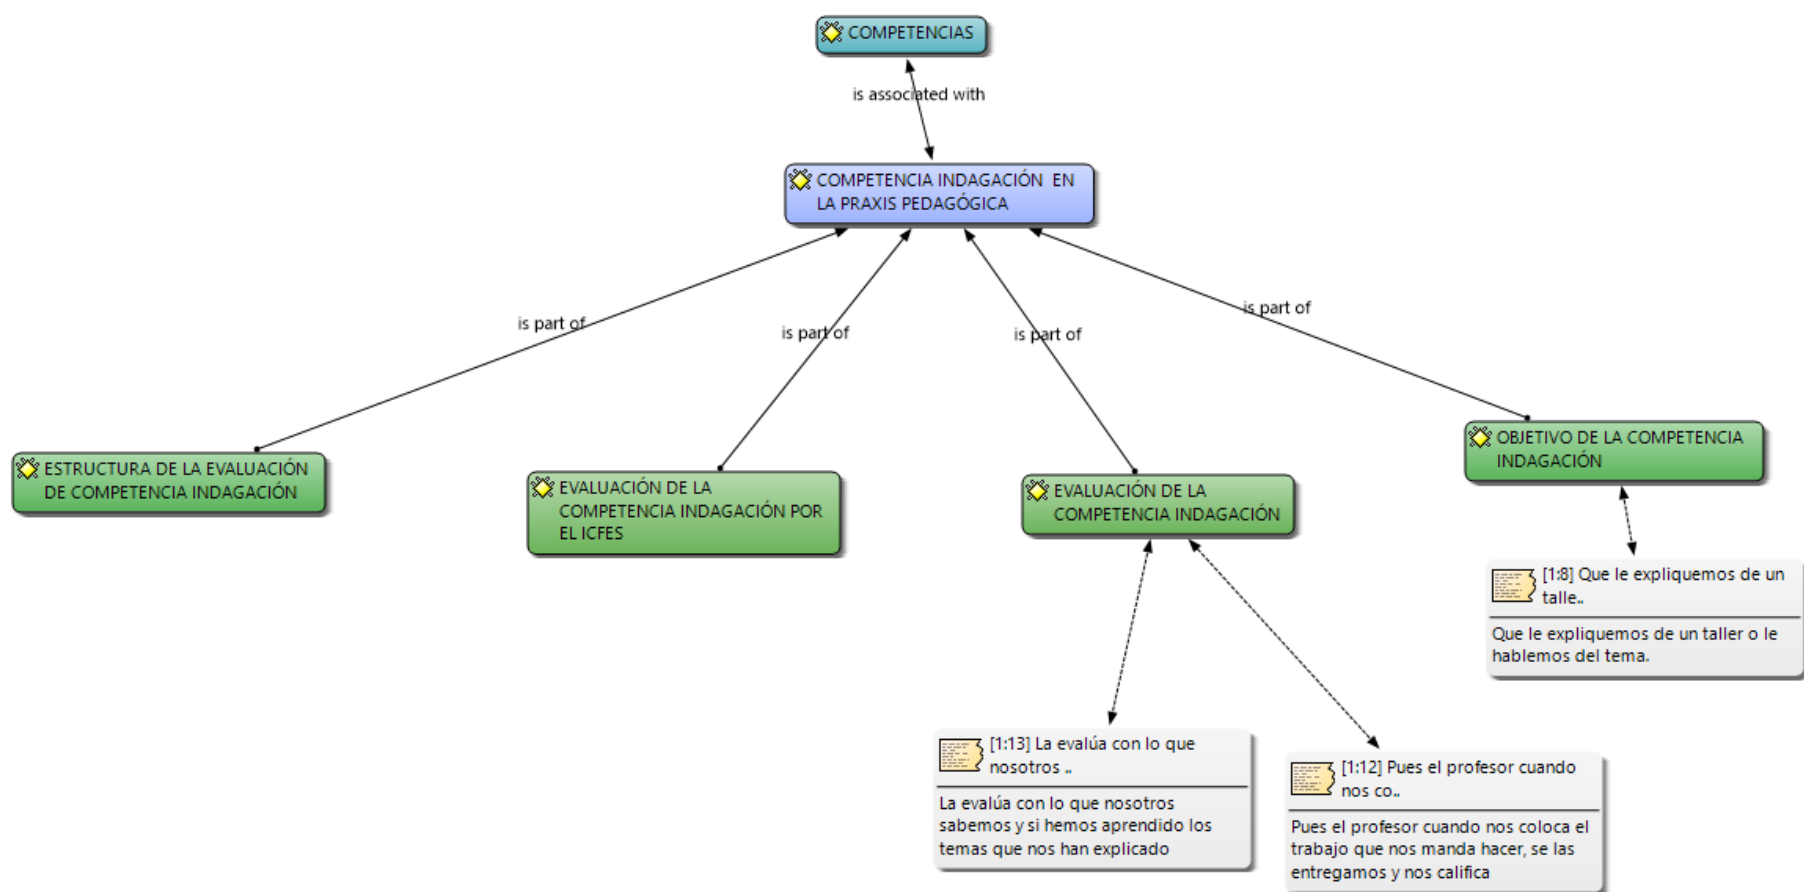 COMPETENCIAS
is associated with
COMPETENCIA INDAGACIÓN EN
LA PRAXIS PEDAGÓGICA
is part of
is part of
is part of
is part of
ESTRUCTURA DE LA EVALUACIÓN
DE COMPETENCIA INDAGACIÓN
EVALUACIÓN DE LA
COMPETENCIA INDAGACIÓN POR
EL ICFES
EVALUACIÓN DE LA
COMPETENCIA INDAGACIÓN
OBJETIVO DE LA COMPETENCIA
INDAGACIÓN
[1:8] Que le expliquemos de un
talle..
Que le expliquemos de un taller o le
hablemos del tema.
[1:13] La evalúa con lo que
nosotros ..
La evalúa con lo que nosotros
sabemos y si hemos aprendido los
temas que nos han explicado
[1:12] Pues el profesor cuando
nos co..
Pues el profesor cuando nos coloca el
trabajo que nos manda hacer, se las
entregamos y nos califica